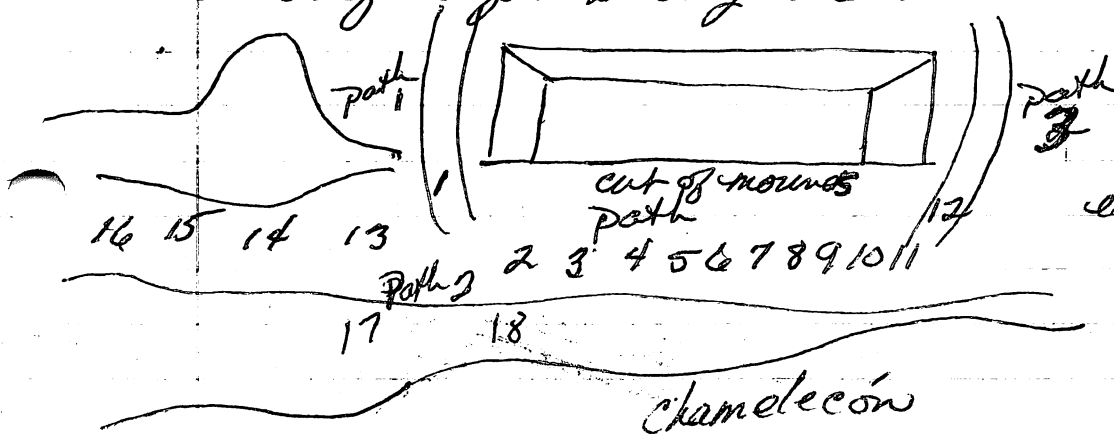 path
1
path
3
1
cut of mounds
path
12
16 15 14 13
2 3 4 5 6 7 8 9 10 11
Path 2
17 18
Chamelecón